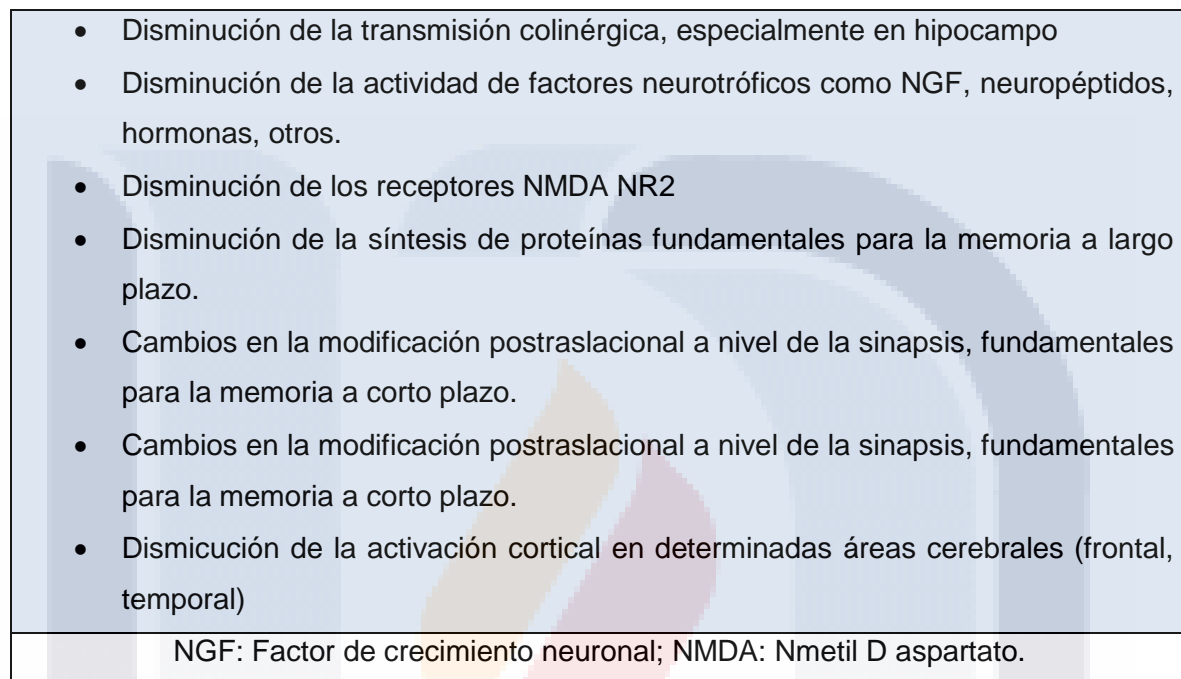 • Disminución de la transmisión colinérgica, especialmente en hipocampo
• Disminución de la actividad de factores neurotróficos como NGF, neuropéptidos,
hormonas, otros.
• Disminución de los receptores NMDA NR2
• Disminución de la síntesis de proteínas fundamentales para la memoria a largo
plazo.
• Cambios en la modificación postraslacional a nivel de la sinapsis, fundamentales
para la memoria a corto plazo.
• Cambios en la modificación postraslacional a nivel de la sinapsis, fundamentales
para la memoria a corto plazo.
• Dismicución de la activación cortical en determinadas áreas cerebrales (frontal,
temporal)
NGF: Factor de crecimiento neuronal; NMDA: Nmetil D aspartato.